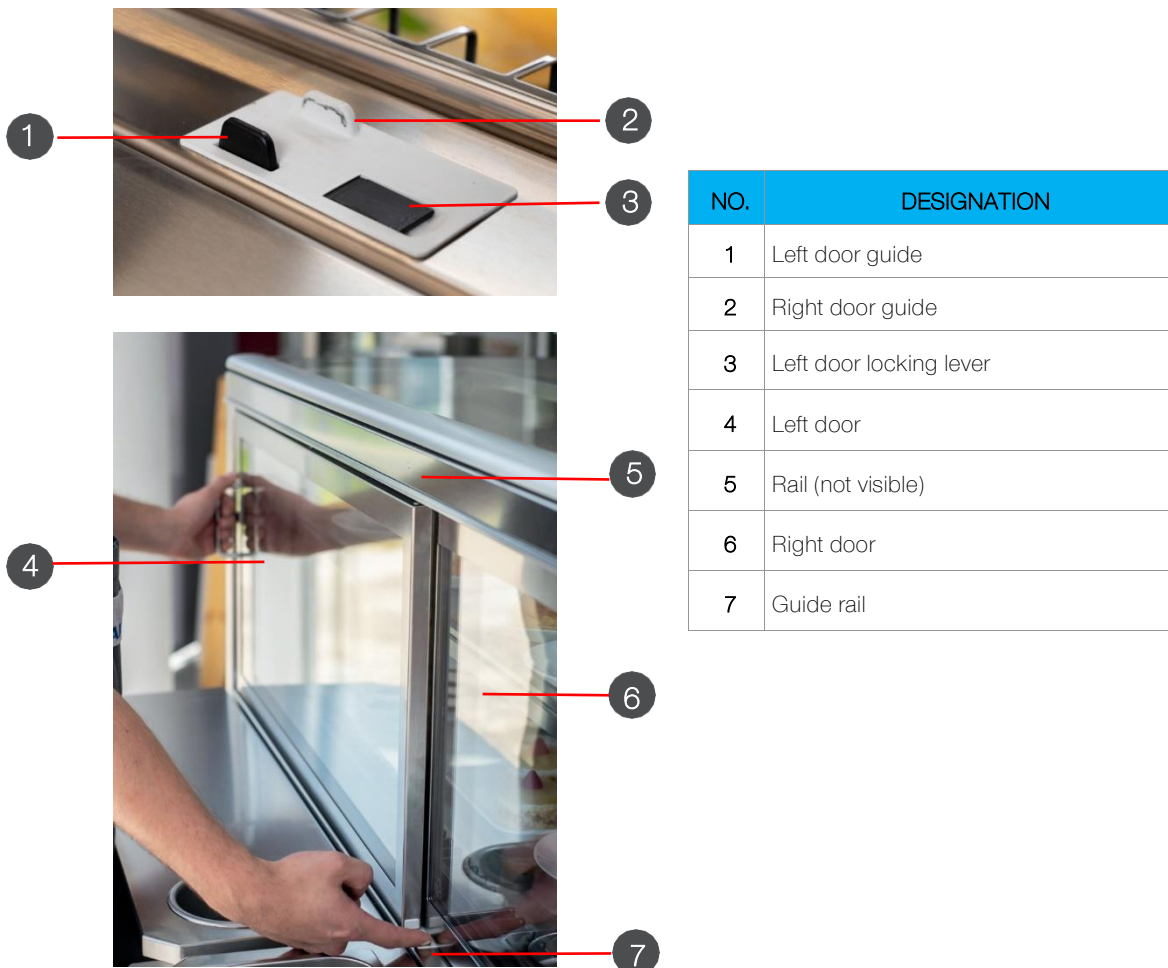 1
2
3
4
5
6
7
NO. DESIGNATION
1 Left door guide
2 Right door guide
3 Left door locking lever
4 Left door
5 Rail (not visible)
6 Right door
7 Guide rail